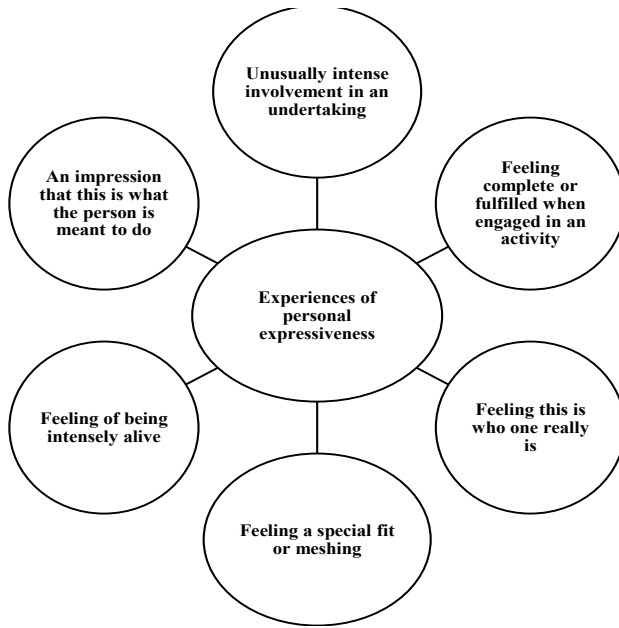 Unusually intense
involvement in an
undertaking
An impression
that this is what
the person is
meant to do
Feeling
complete or
fulfilled when
engaged in an
activity
Experiences of
personal
expressiveness
Feeling of being
intensely alive
Feeling this is
who one really
is
Feeling a special fit
or meshing